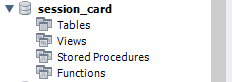 session_card
Tables
Views
Stored Procedures
Functions